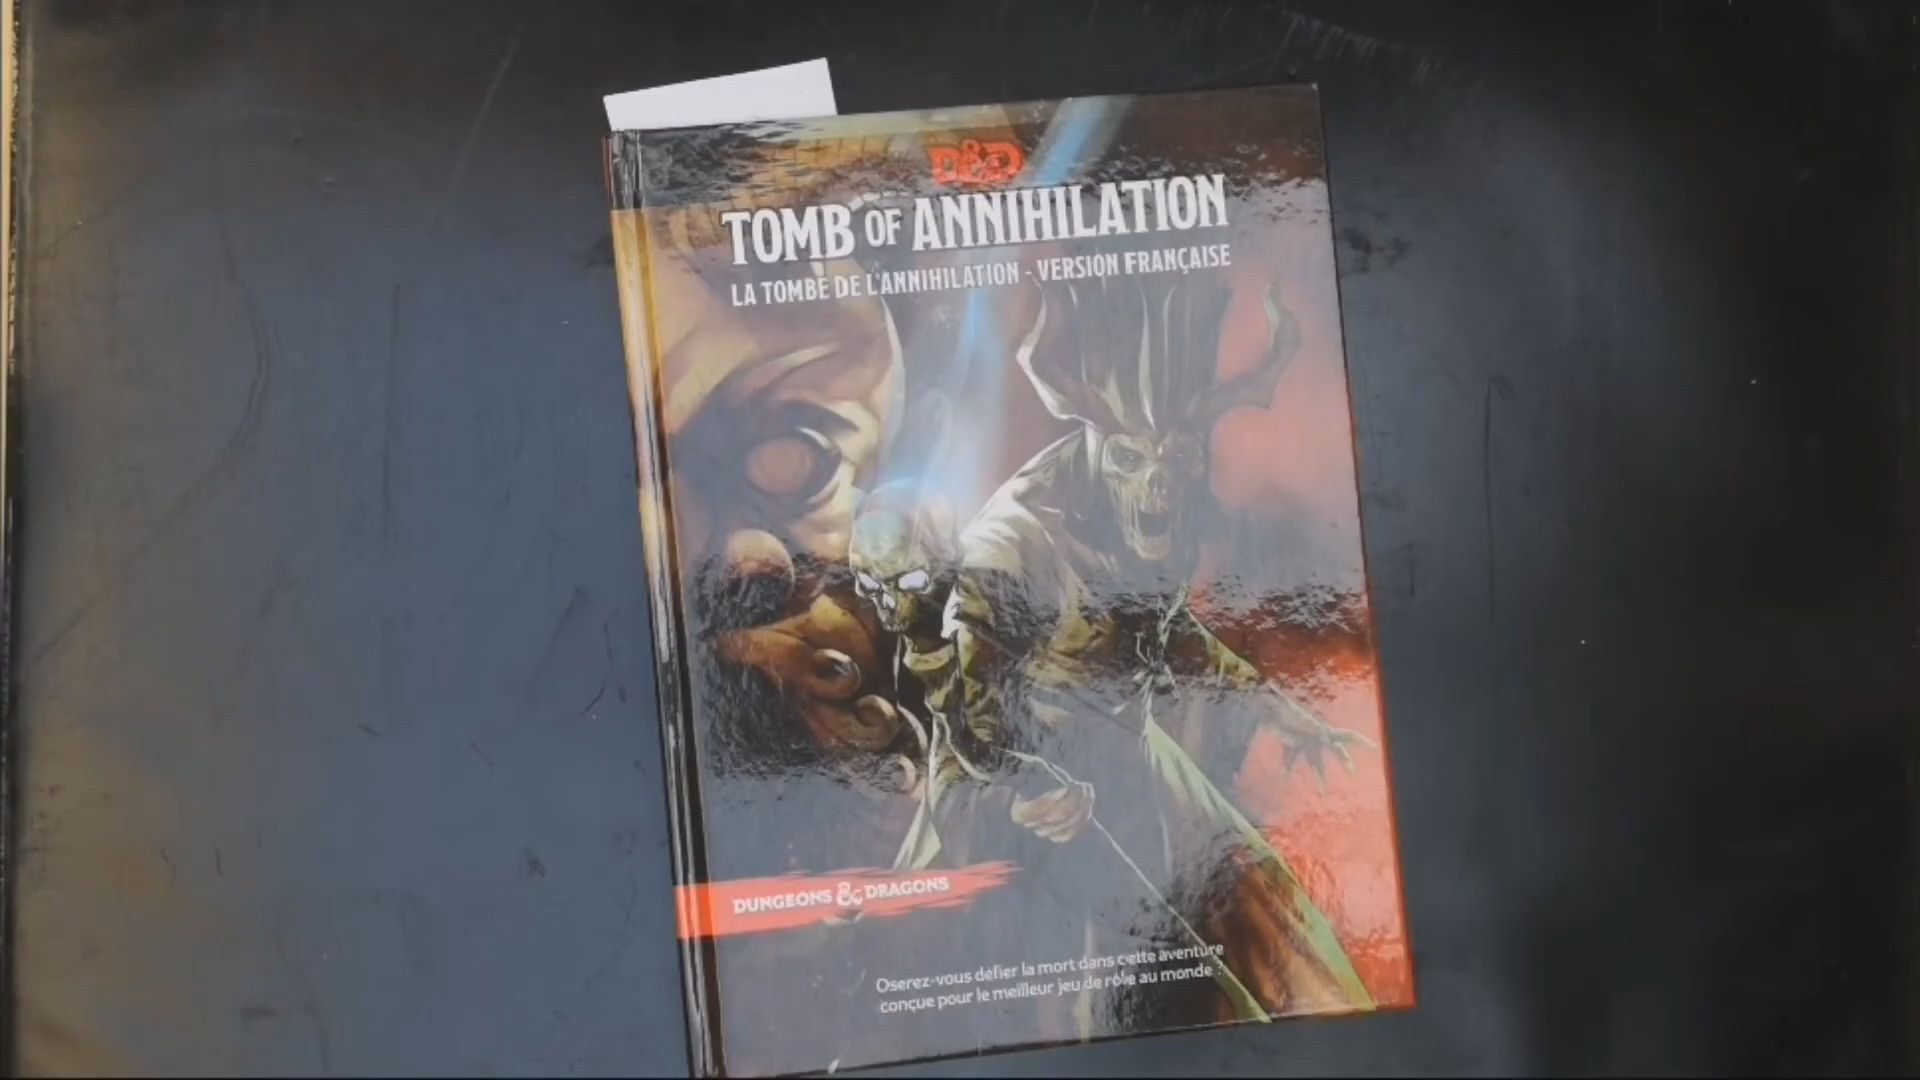 D&D
TOMB OF ANNIHILATION
LA TOMBE DE L'ANNIHILATION - VERSION FRANÇAISE
DUNGEONS & DRAGONS
Oserez-vous défier la mort dans cette aventure
conçue pour le meilleur jeu de rôle au monde ?